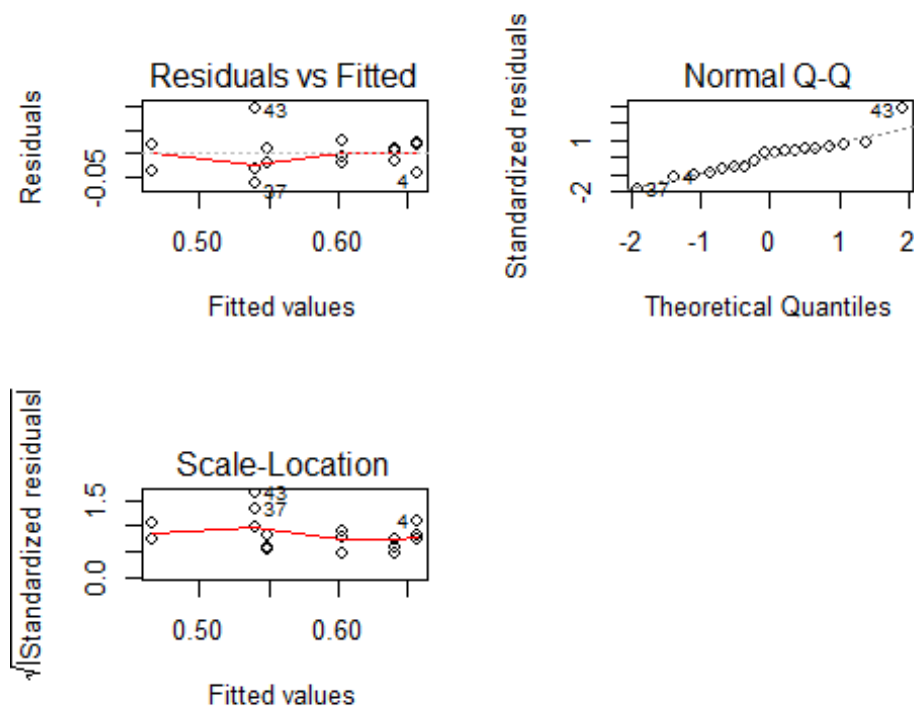 Residuals vs Fitted
Residuals
-0.05
43
37
4
0.50 0.60
Fitted values
Normal Q-Q
Standardized residuals
-2 1
43
37
4
-2 -1 0 1 2
Theoretical Quantiles
Scale-Location
√|Standardized residuals|
0.0 1.5
43
37
4
0.50 0.60
Fitted values